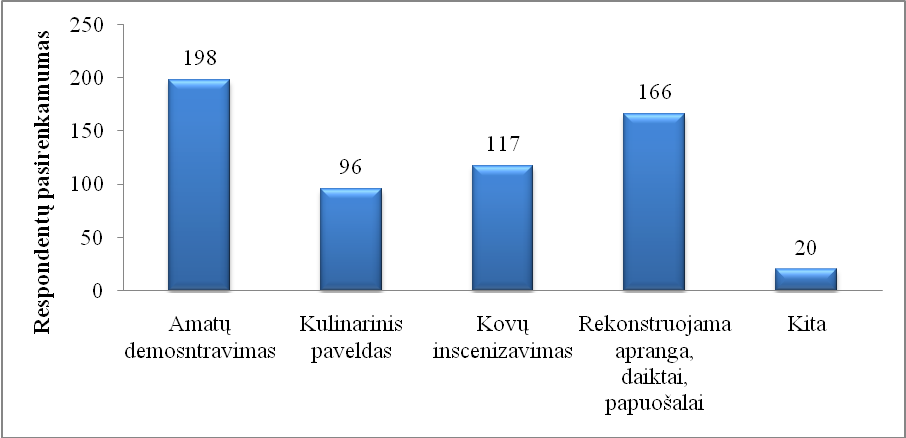 Respondentų pasirenkamumas
250
200
150
100
50
0
198
96
117
166
20
Amatų
demosntravimas
Kulinarinis
paveldas
Kovų
inscenizavimas
Rekonstruojama
apranga,
daiktai,
papuošalai
Kita